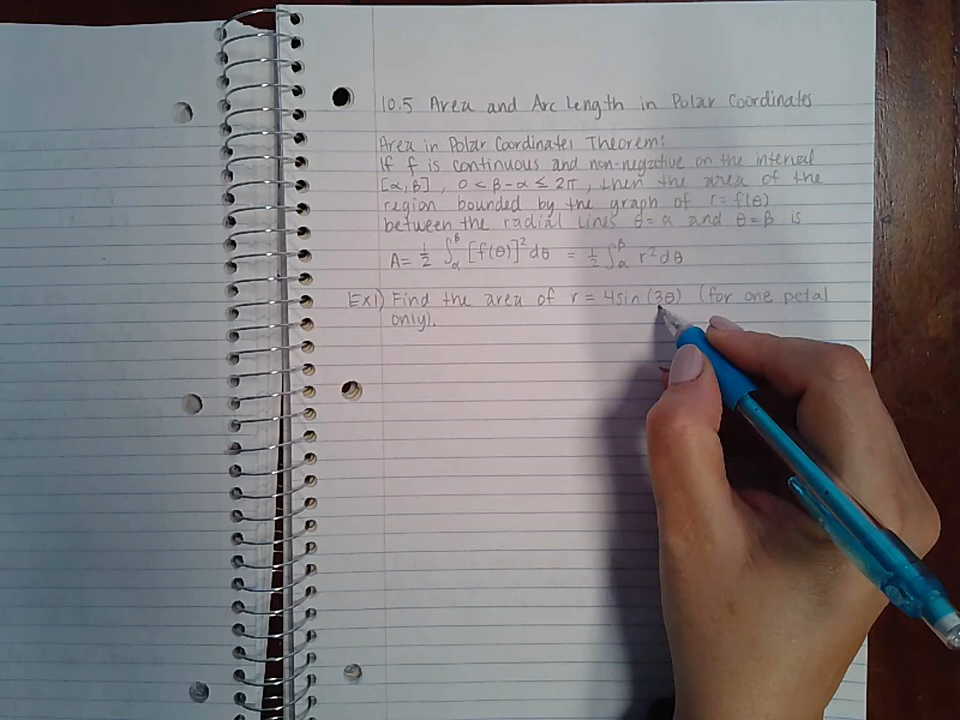 10.5 Area and Arc Length in Polar Coordinates
Area in Polar Coordinates Theorem:
If f is continuous and non-negative on the interval
[α,β], 0 < β-α ≤ 2π, then the area of the
region bounded by the graph of r = f(θ)
between the radial lines θ=α and θ=β is
A= ½ ∫_α^β [f(θ)]² dθ = ½ ∫_α^β r² dθ
Ex1) Find the area of r = 4sin(3θ) (for one petal
only).